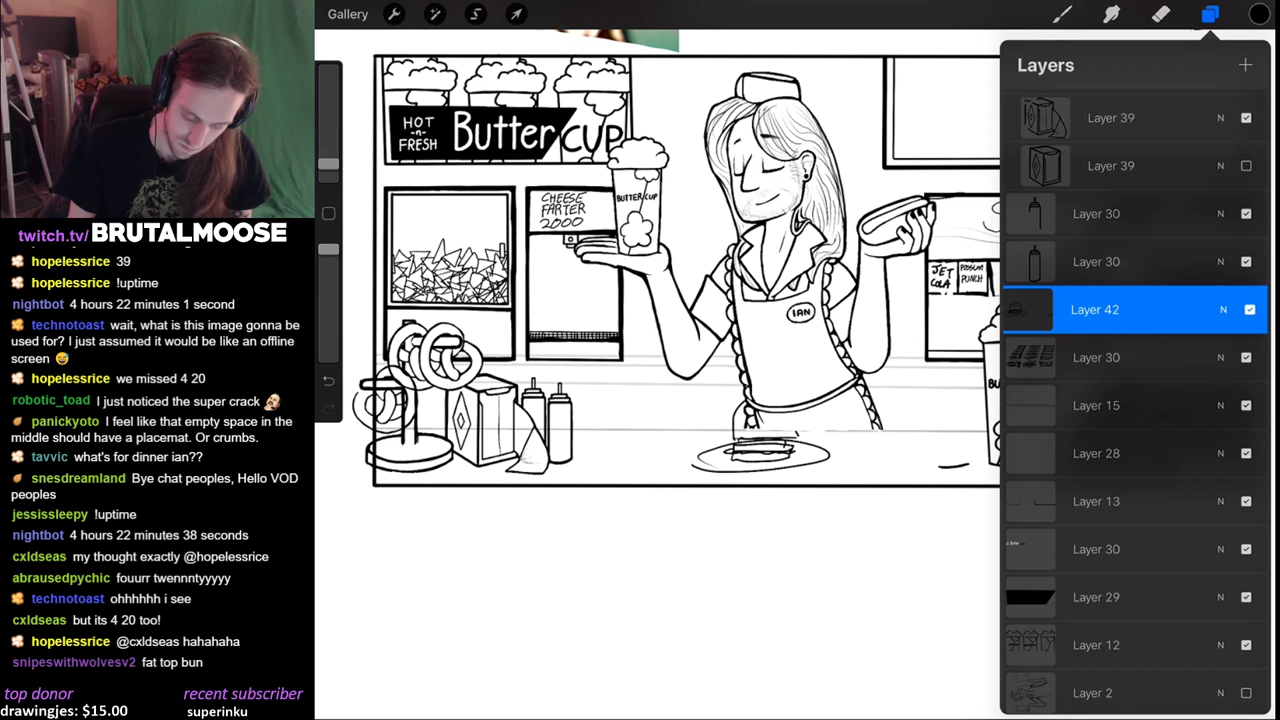 Gallery
Layers
Layer 39
N
Layer 39
N
Layer 30
N
Layer 30
N
Layer 42
N
Layer 30
N
Layer 15
N
Layer 28
N
Layer 13
N
Layer 30
N
Layer 29
N
Layer 12
N
Layer 2
N
HOT
-n-
FRESH
Butter CUP
CHEESE
FARTER
2000
BUTTER CUP
IAN
JET
COLA
POSSUM
PUNCH
BU
twitch.tv/BRUTALMOOSE
hopelessrice 39
hopelessrice !uptime
nightbot 4 hours 22 minutes 1 second
technotoast wait, what is this image gonna be
used for? I just assumed it would be like an offline
screen 😅
hopelessrice we missed 4 20
robotic_toad I just noticed the super crack
panickyoto I feel like that empty space in the
middle should have a placemat. Or crumbs.
tavvic what's for dinner ian??
snesdreamland Bye chat peoples, Hello VOD
peoples
jessissleepy !uptime
nightbot 4 hours 22 minutes 38 seconds
cxldseas my thought exactly @hopelessrice
abrausedpychic fouurr twennntyyyyy
technotoast ohhhhhh i see
cxldseas but its 4 20 too!
hopelessrice @cxldseas hahahaha
snipeswithwolvesv2 fat top bun
top donor
drawingjes: $15.00
recent subscriber
superinku